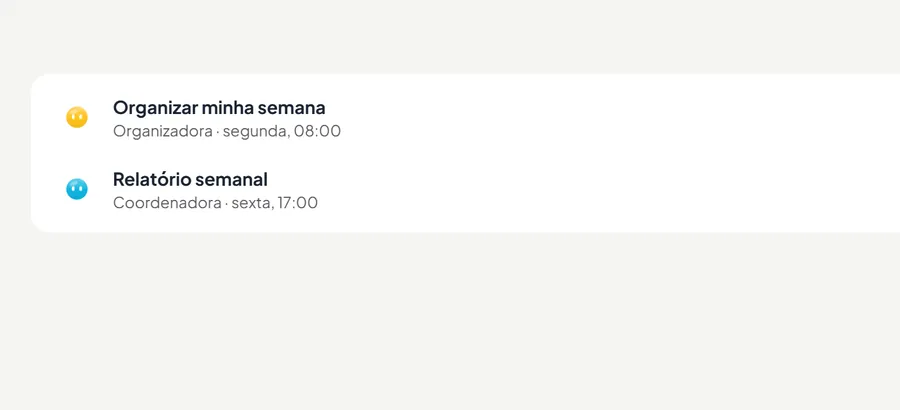 Organizar minha semana
Organizadora · segunda, 08:00
Relatório semanal
Coordenadora · sexta, 17:00